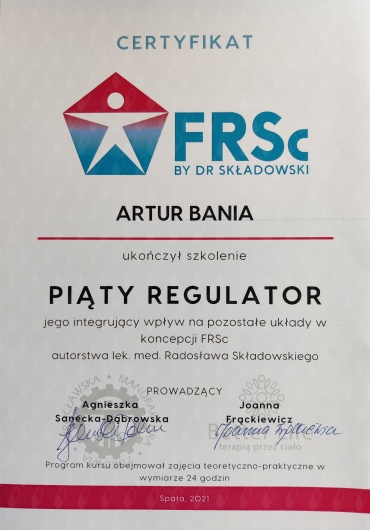 CERTYFIKAT
FRSc
BY DR SKŁADOWSKI
ARTUR BANIA
ukończył szkolenie
PIĄTY REGULATOR
jego integrujący wpływ na pozostałe układy w
koncepcji FRSc
autorstwa lek. med. Radosława Składowskiego
PROWADZĄCY
Agnieszka
Sanecka-Dąbrowska
Joanna
Frąckiewicz
terapią przez ciało
Program kursu obejmował zajęcia teoretyczno-praktyczne w
wymiarze 24 godzin
Spała, 2021